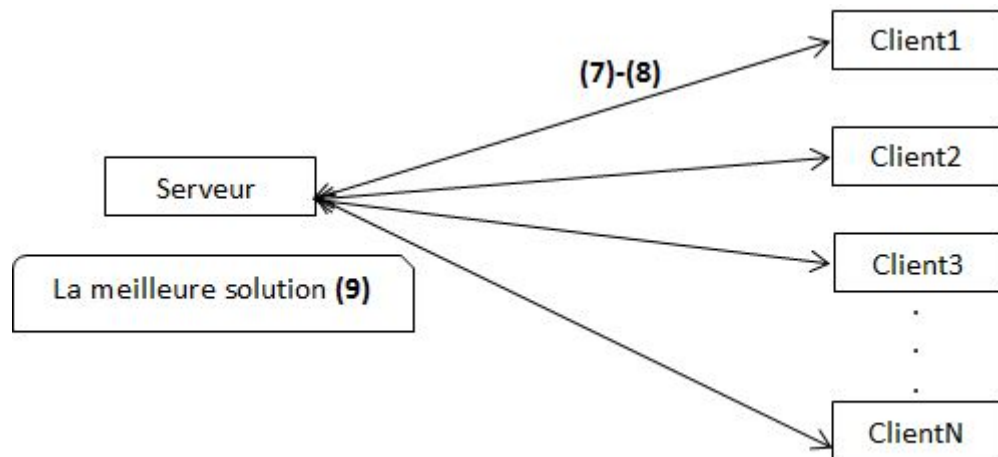 Client1
(7)-(8)
Client2
Serveur
Client3
La meilleure solution (9)
.
.
.
ClientN